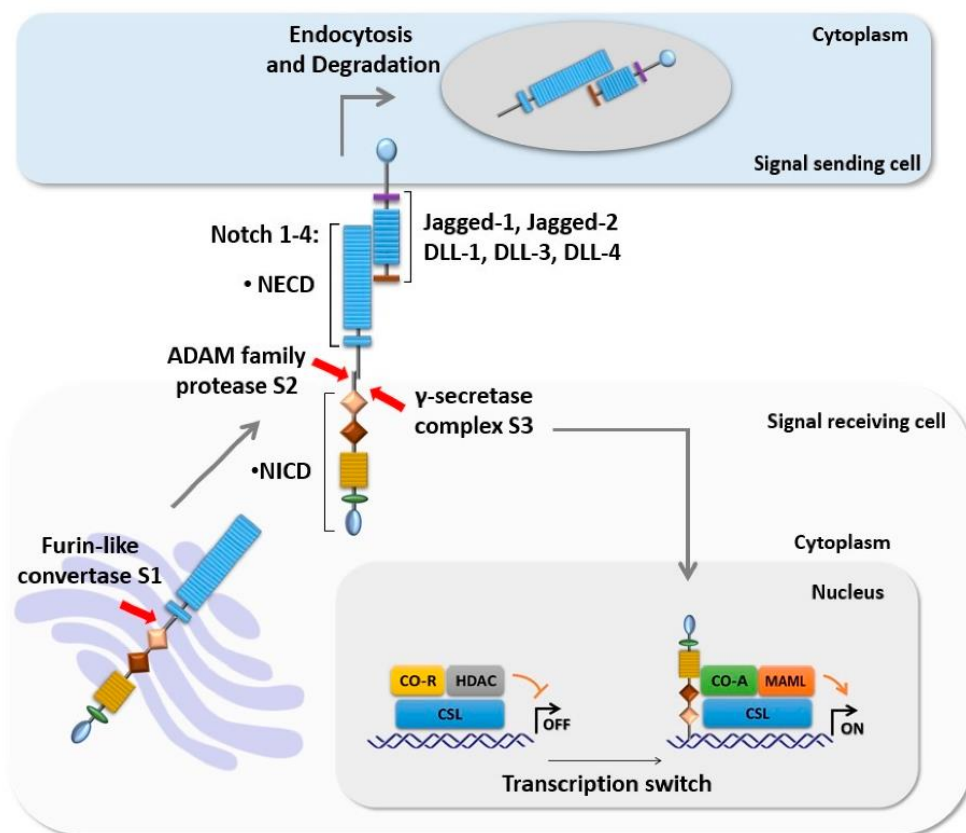 Endocytosis
and Degradation
Cytoplasm
Signal sending cell
Notch 1-4:
Jagged-1, Jagged-2
DLL-1, DLL-3, DLL-4
• NECD
ADAM family
protease S2
γ-secretase
complex S3
Signal receiving cell
•NICD
Furin-like
convertase S1
Cytoplasm
Nucleus
CO-R
HDAC
CSL
OFF
CO-A
MAML
CSL
ON
Transcription switch